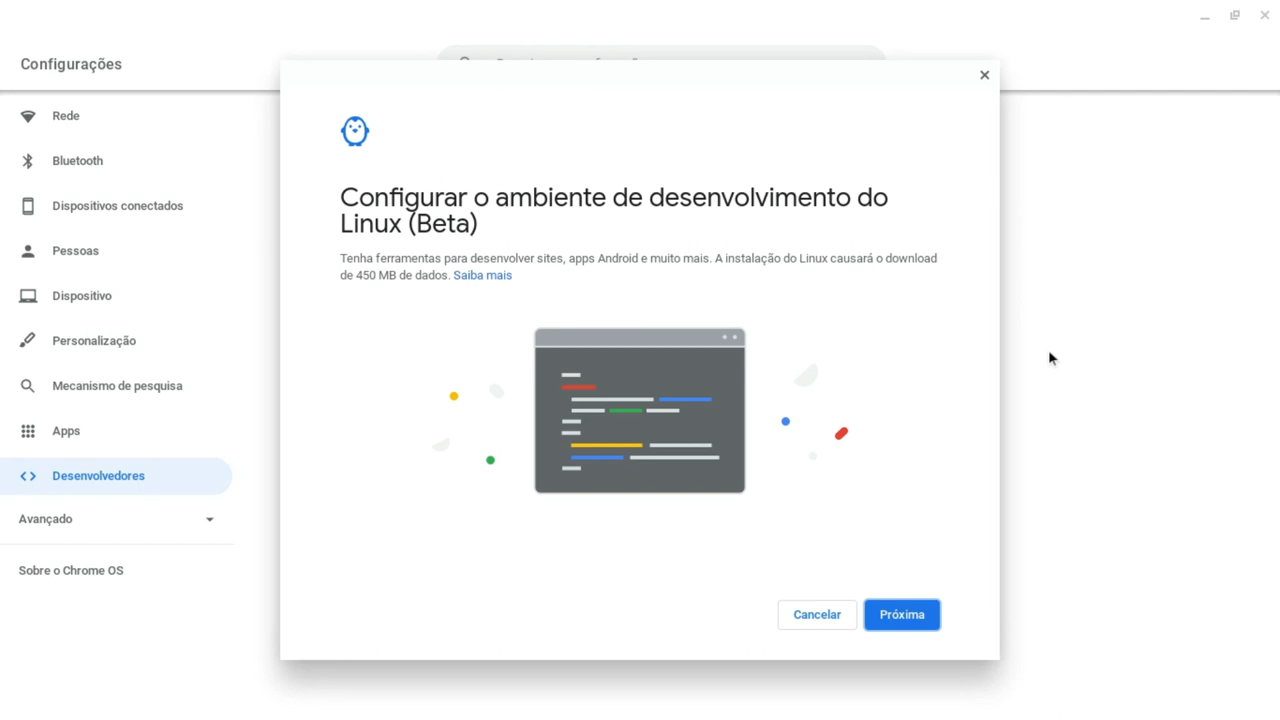 Configurações
Rede
Bluetooth
Dispositivos conectados
Pessoas
Dispositivo
Personalização
Mecanismo de pesquisa
Apps
Desenvolvedores
Avançado
Sobre o Chrome OS
Configurar o ambiente de desenvolvimento do
Linux (Beta)
Tenha ferramentas para desenvolver sites, apps Android e muito mais. A instalação do Linux causará o download
de 450 MB de dados. Saiba mais
Cancelar
Próxima